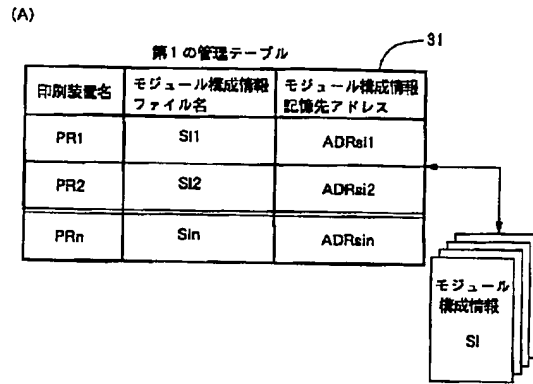 (A)
第1の管理テーブル
31
印刷装置名
モジュール構成情報
ファイル名
モジュール構成情報
記憶先アドレス
PR1
SI1
ADRsi1
PR2
SI2
ADRsi2
PRn
SIn
ADRsin
モジュール
構成情報
SI